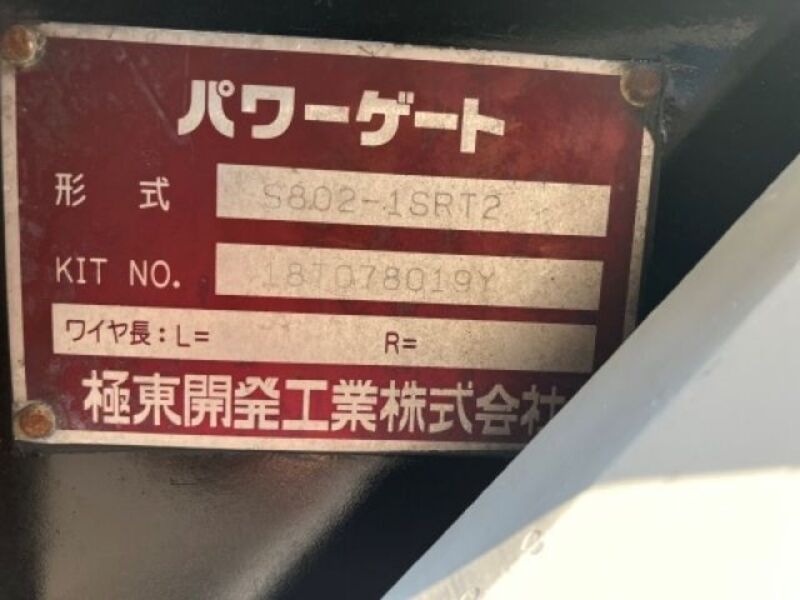 パワーゲート
形 式 S802-1SRT2
KIT NO. 18T078019Y
ワイヤ長：L= R=
極東開発工業株式会社